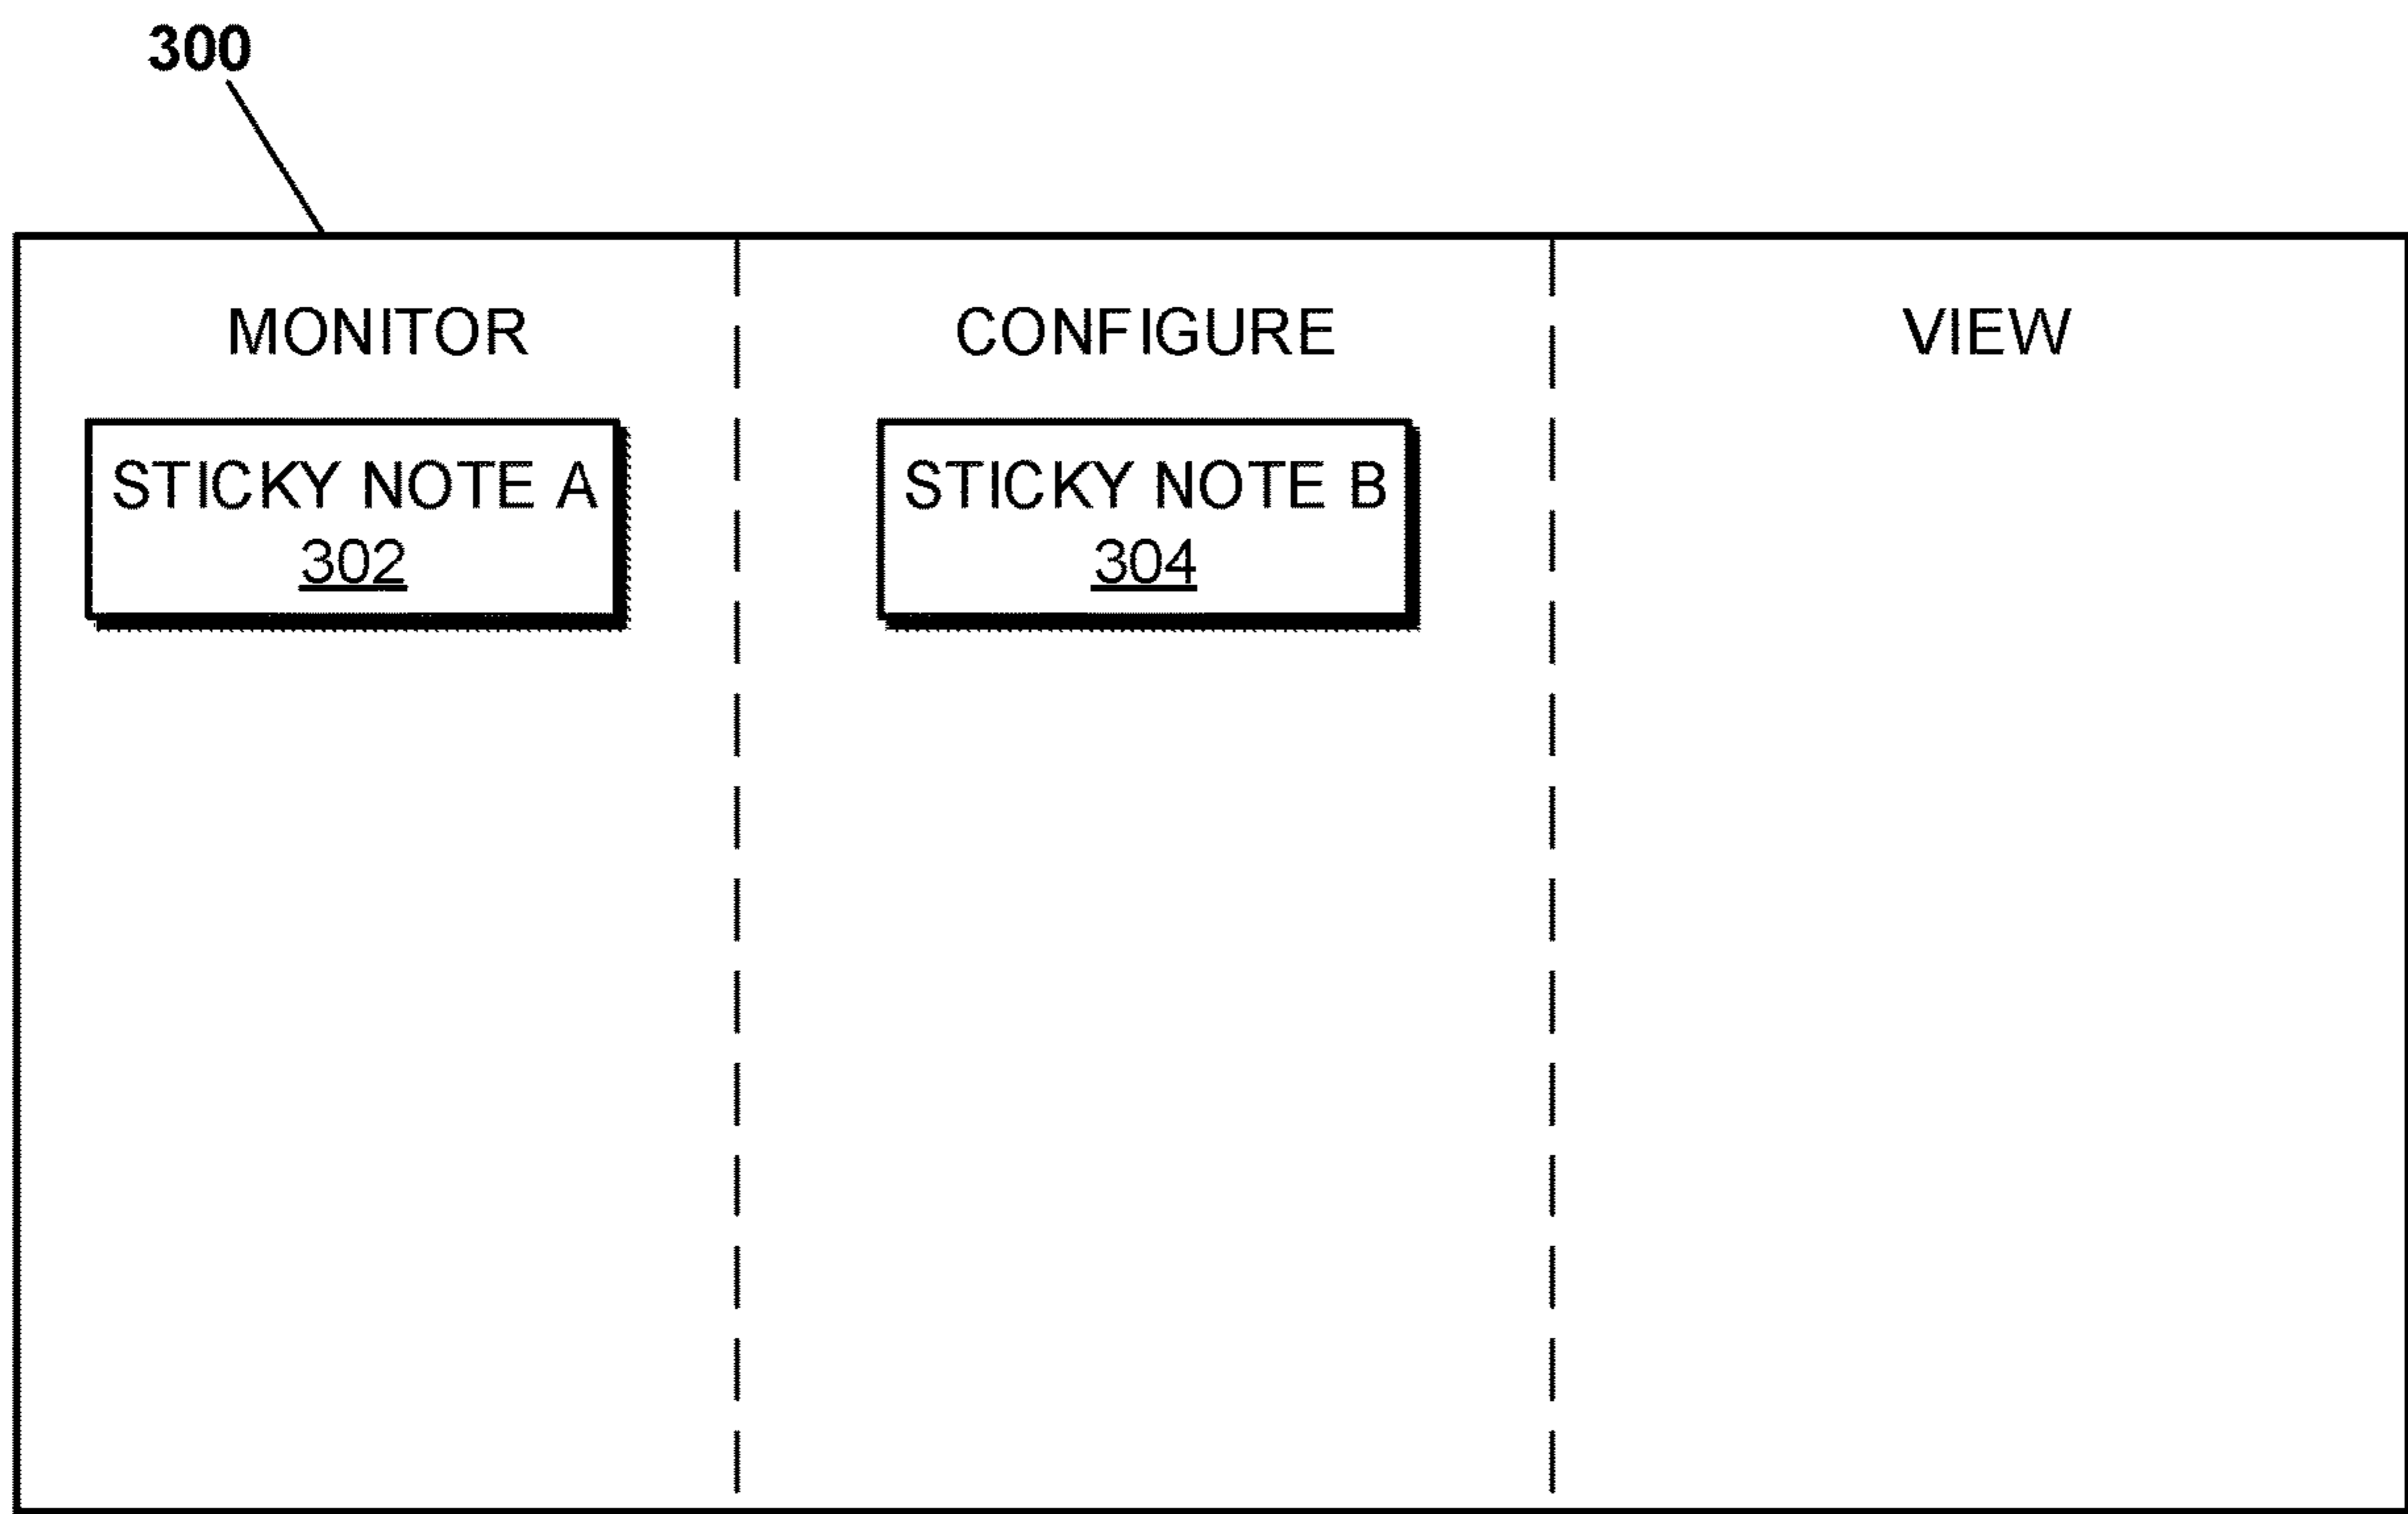 300
MONITOR
CONFIGURE
VIEW
STICKY NOTE A
302
STICKY NOTE B
304